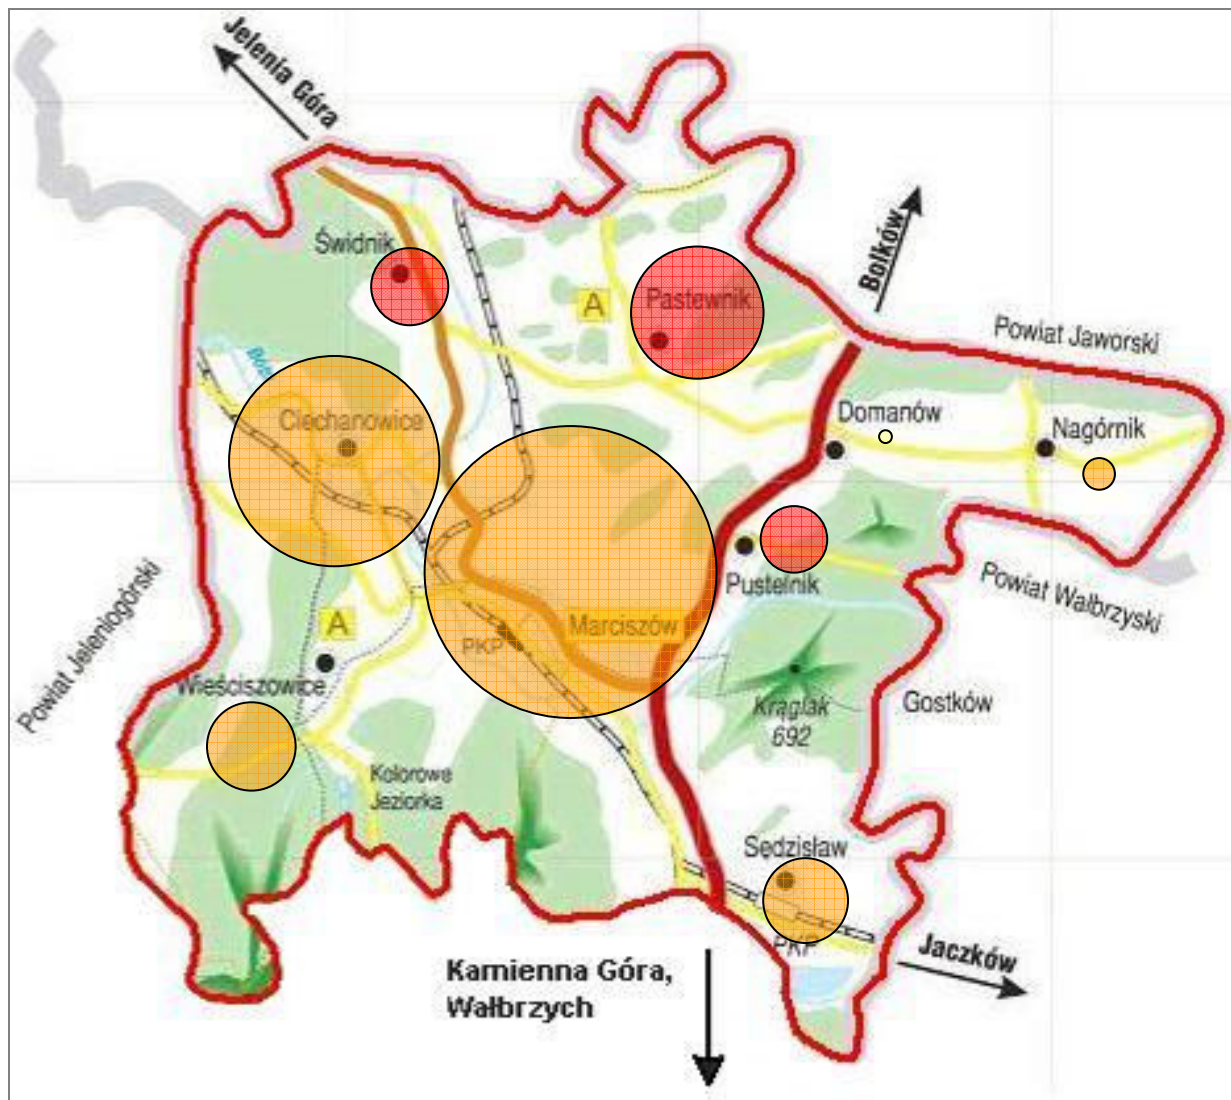 Jelenia Góra
Bolków
Świdnik
Pastewnik
A
Powiat Jaworski
Ciechanowice
Domanów
Nagórnik
Pustelnik
Powiat Wałbrzyski
Powiat Jeleniogórski
A
Marciszów
PKP
Wieściszowice
Krąglak
692
Gostków
Kolorowe
Jeziorka
Sędzisław
PKP
Jaczków
Kamienna Góra,
Wałbrzych